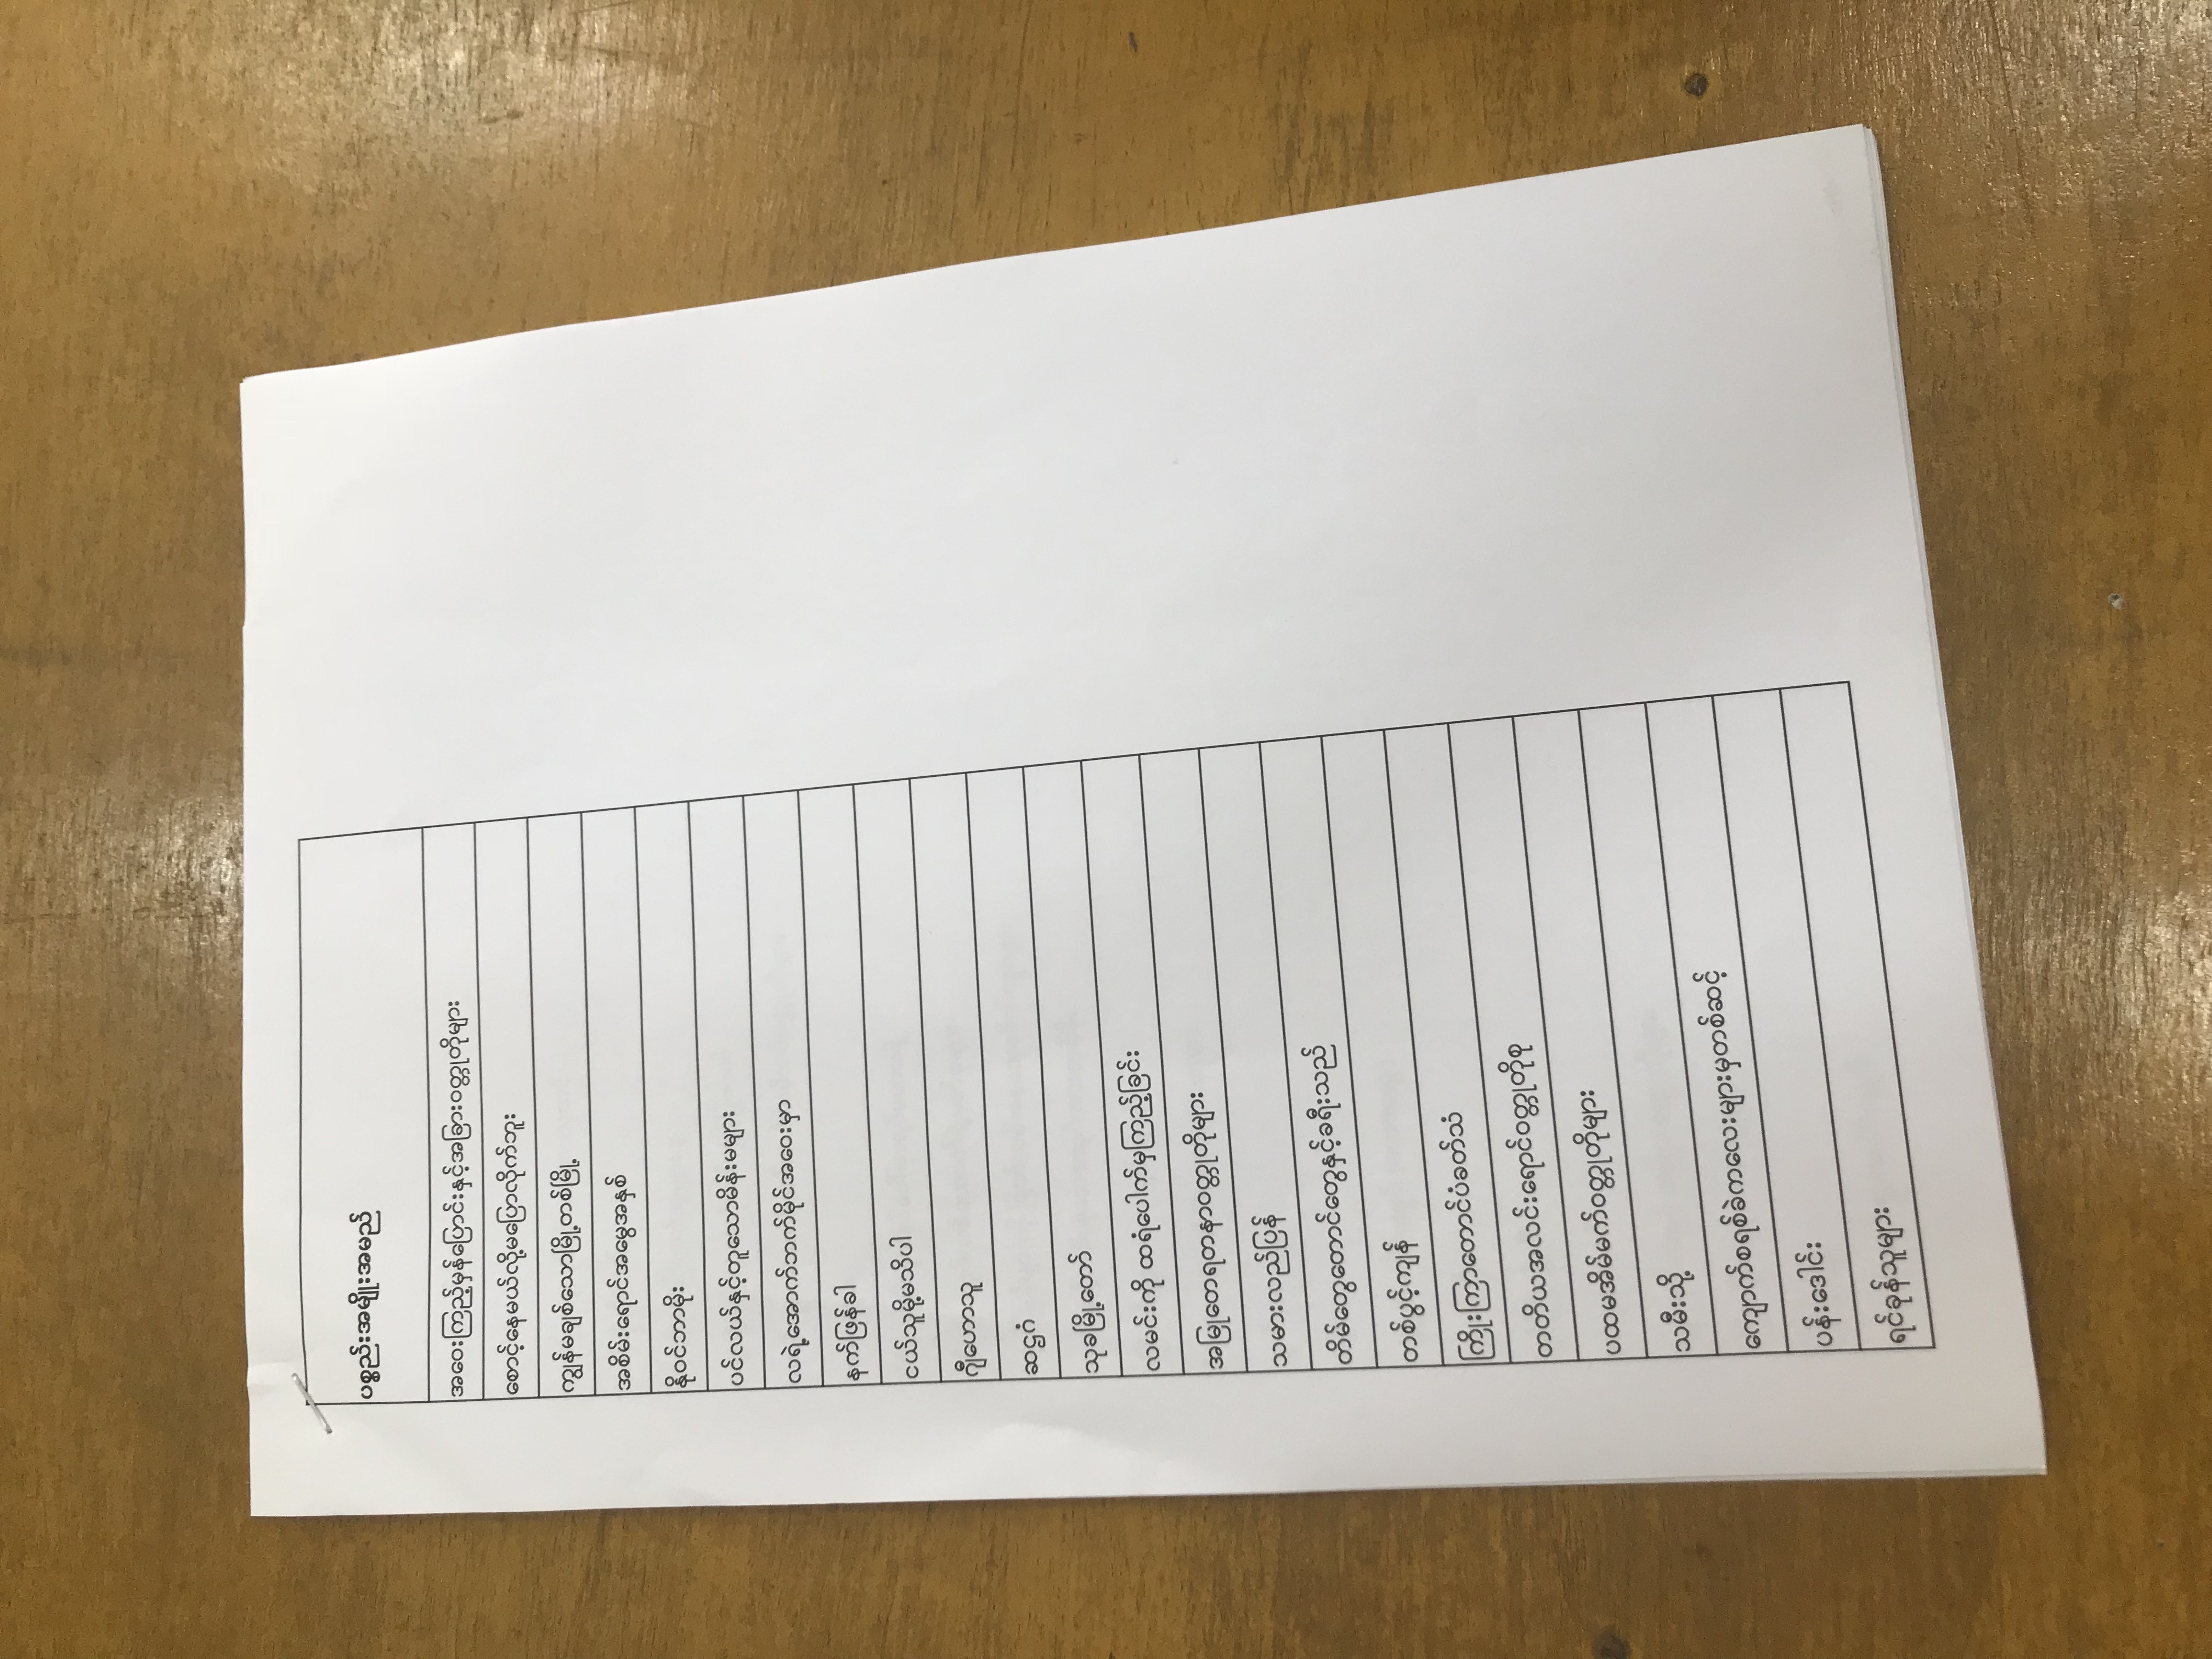 ပစ္စည်းအမျိုးအမည်
အဝေးကြည့်မှန်ပြောင်းနှင့်အခြားဝတ္တုတိုများ
စောင့်နေမယ်လို့မပြောလိုက်ဘူး
ကျွန်မချစ်သောမြို့တစ်မြို့
အစိမ်းရောင်အမွေအနှစ်
နိုဝင်ဘာမိုး
ပင်လယ်နှင့်တူသောမိန်းမများ
လရဲ့အောက်ဘက်မိုင်အဝေးမှာ
နက်ဖြန်ခါ
ငယ်သူမို့မသိပါ
ဂျီဟောသူ
ဆဌဂံ
သုခမြို့တော်
လမင်းကို ထရံပေါက်မှကြည့်ခြင်း
အမြုတေရတနာဝတ္တုတိုများ
သမားလည်ပြန်
တိမ်တွေတောင်တွေနှင့်ခရီးသည်
တစ်ပွင့်ကျန်
ကြိုးကြာတောင်ပံခတ်သံ
တတိယအလင်းရောင်ဝတ္တုတိုစု
ပထမအိမ်မက်ဝတ္တုတိုများ
သမီးသို့
ကျောက်စရစ်ခဲကလေးများမှတစ်ဆင့်
ပန်းဒေါင်း
ရင်ခုန်သူများ